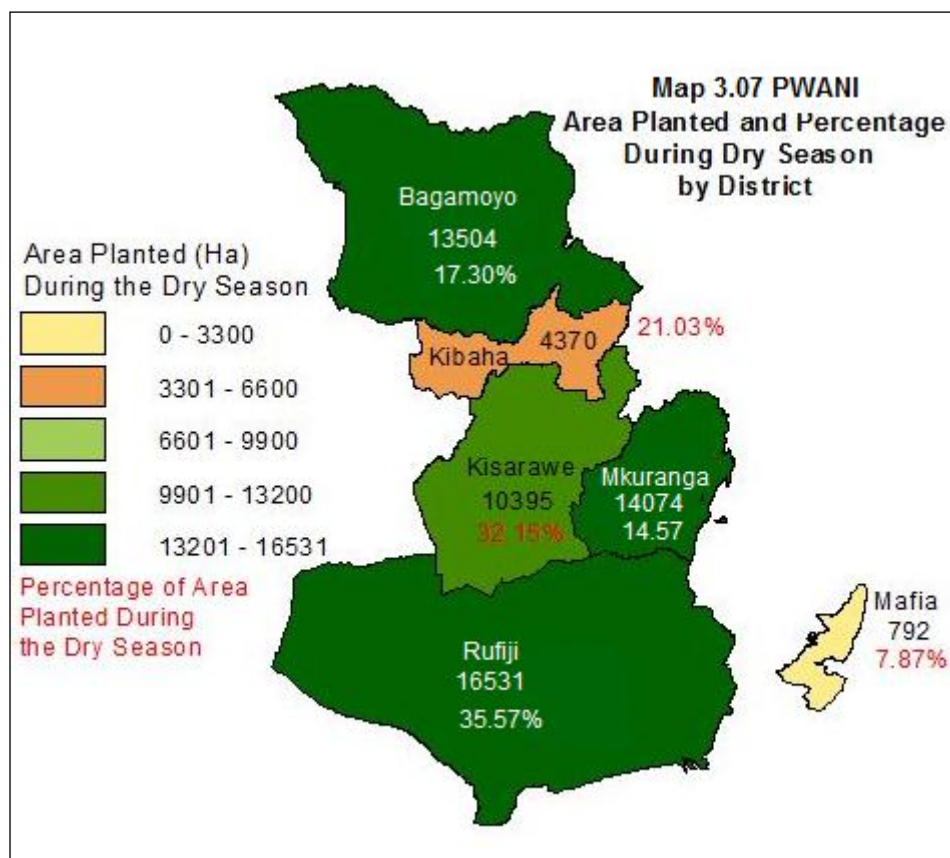 Map 3.07 PWANI
Area Planted and Percentage
During Dry Season
by District
Bagamoyo
13504
17.30%
Area Planted (Ha)
During the Dry Season
0 - 3300
3301 - 6600
6601 - 9900
9901 - 13200
13201 - 16531
Percentage of Area
Planted During
the Dry Season
21.03%
4370
Kibaha
Kisarawe
10395
32.15%
Mkuranga
14074
14.57
Mafia
792
7.87%
Rufiji
16531
35.57%